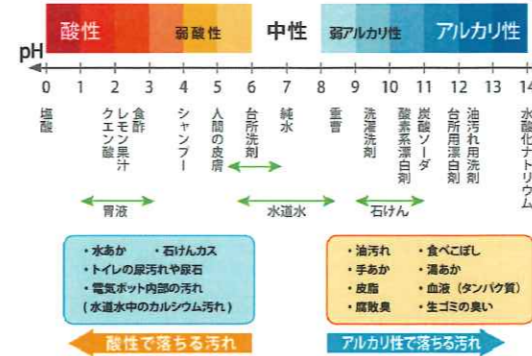 酸性
弱酸性
中性
弱アルカリ性
アルカリ性
pH
0 1 2 3 4 5 6 7 8 9 10 11 12 13 14
塩酸
クエン酸
レモン果汁
食酢
シャンプー
人間の皮膚
台所洗剤
純水
重曹
洗濯洗剤
酸素系漂白剤
炭酸ソーダ
台所用漂白剤
油汚れ用洗剤
水酸化ナトリウム
胃液
水道水
石けん
・水あか ・石けんカス
・トイレの尿汚れや尿石
・電気ポット内部の汚れ
(水道水中のカルシウム汚れ)
・油汚れ ・食べこぼし
・手あか ・湯あか
・皮脂 ・血液(タンパク質)
・腐敗臭 ・生ゴミの臭い
酸性で落ちる汚れ
アルカリ性で落ちる汚れ